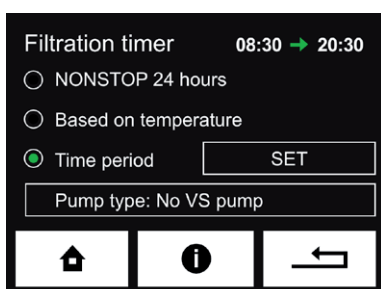 Filtration timer 08:30 → 20:30
NONSTOP 24 hours
Based on temperature
Time period SET
Pump type: No VS pump